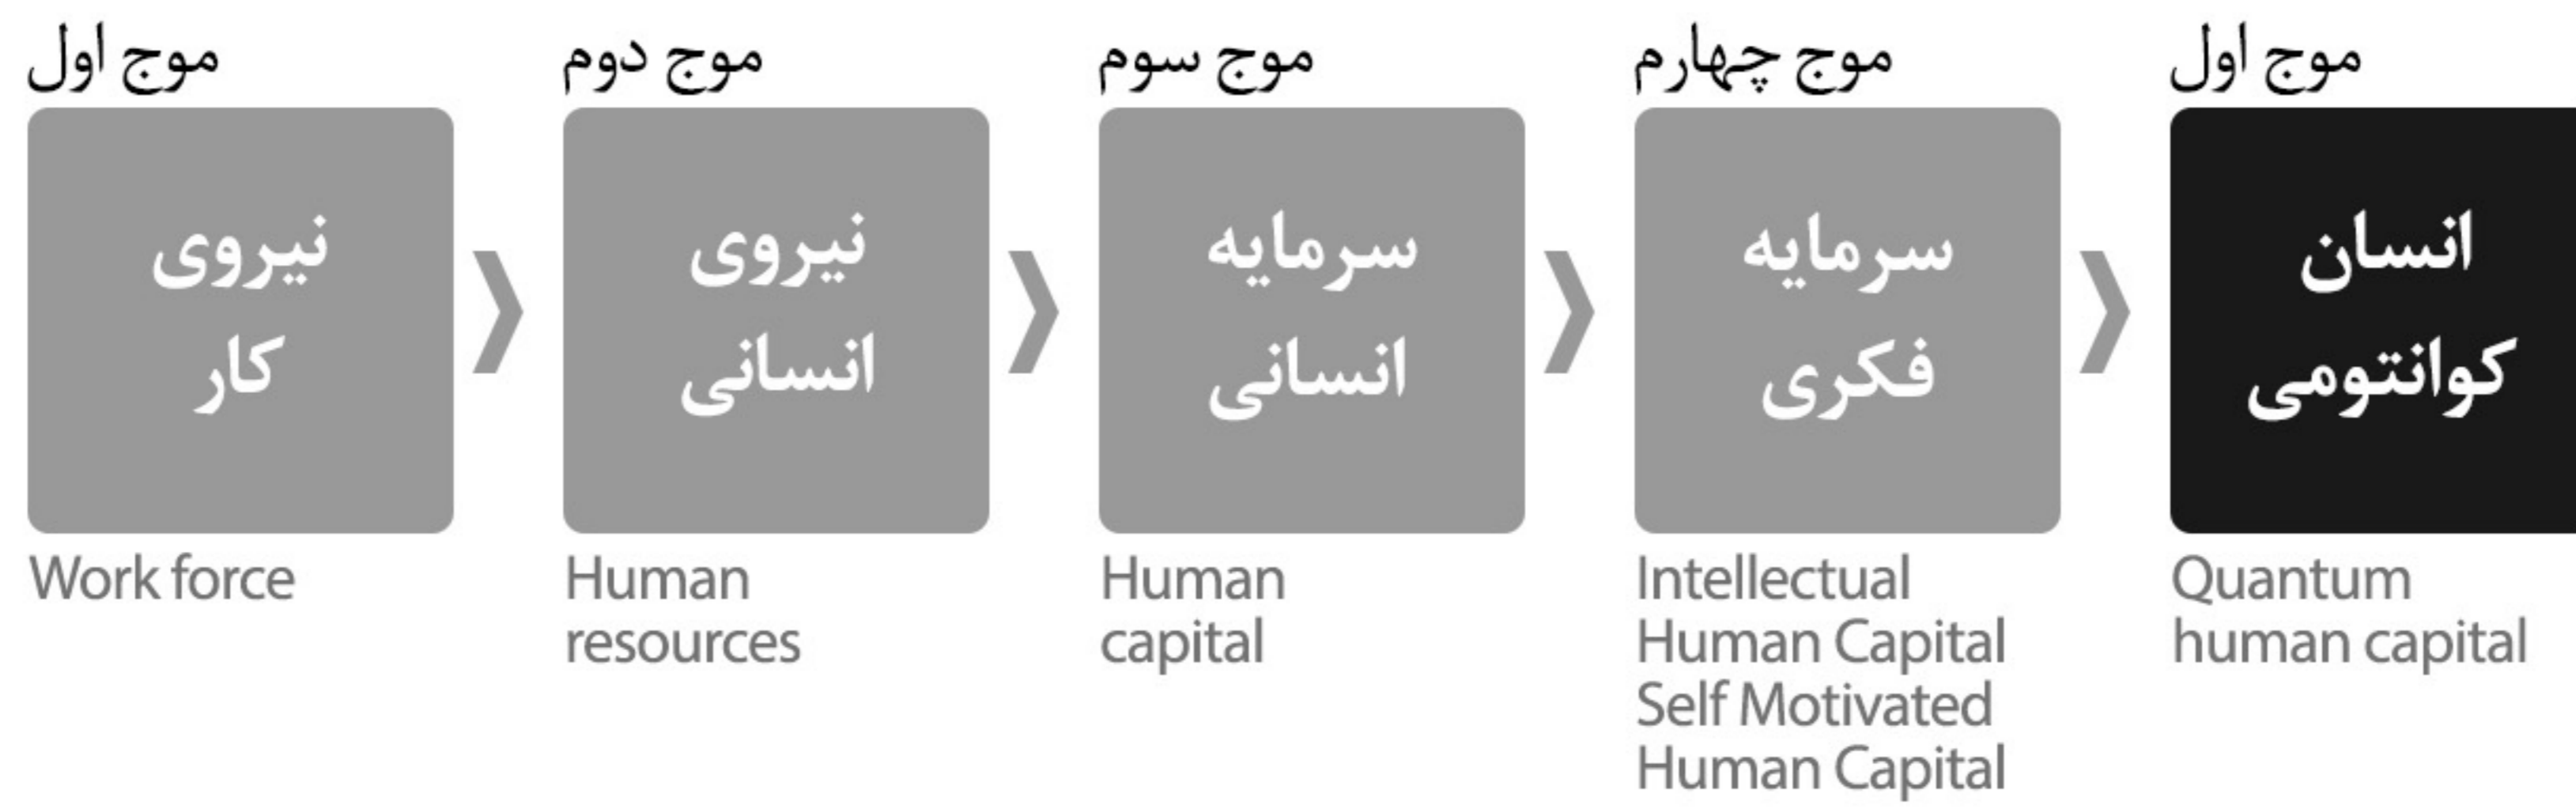 موج اول
نیروی
کار
Work force
موج دوم
نیروی
انسانی
Human
resources
موج سوم
سرمایه
انسانی
Human
capital
موج چهارم
سرمایه
فکری
Intellectual
Human Capital
Self Motivated
Human Capital
موج اول
انسان
کوانتومی
Quantum
human capital